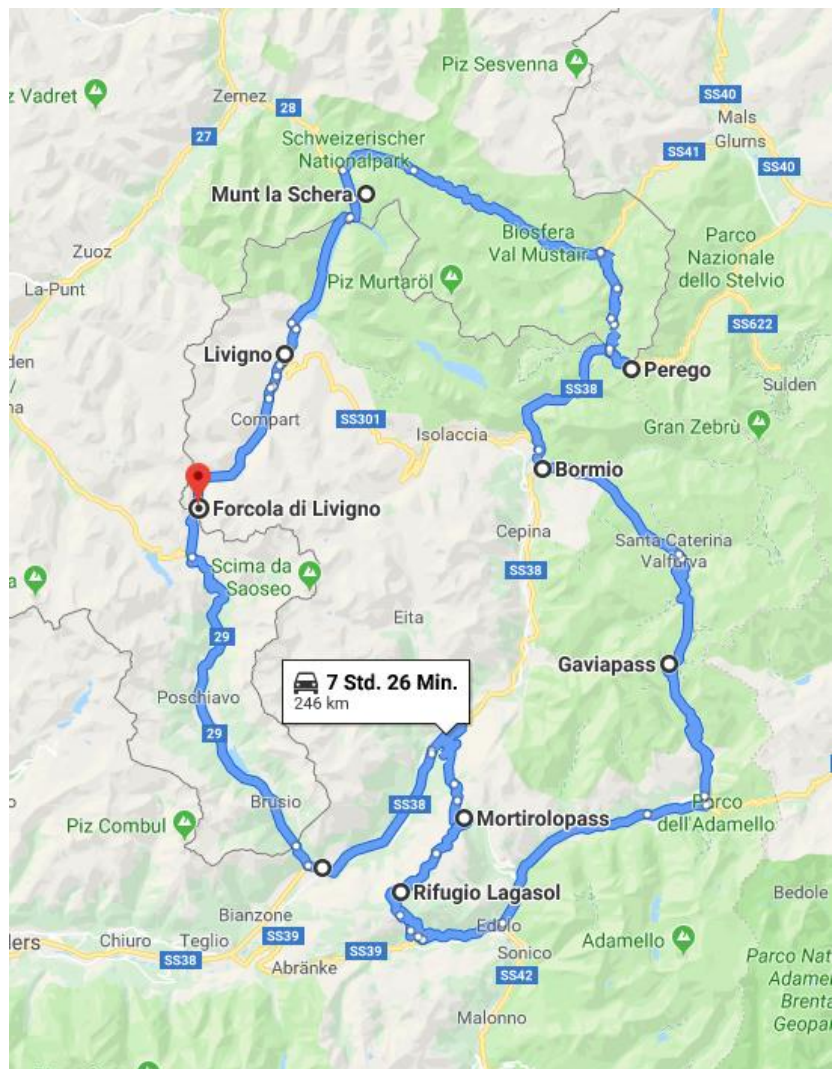 Piz Sesvenna
z Vadret
Zernez
SS40
28
Mals
Glurns
27
Schweizerischer
Nationalpark
SS41
SS40
Munt la Schera
Biosfera
Val Mustair
Parco
Nazionale
dello Stelvio
Zuoz
Piz Murtaröl
La-Punt
SS622
Livigno
Perego
den
SS38
Sulden
na
Compart
SS301
Isolaccia
Gran Zebrù
Bormio
Forcola di Livigno
Cepina
Santa Caterina
Valfurva
SS38
Scima da
Saoseo
a
Eita
29
Gaviapass
7 Std. 26 Min.
246 km
Poschiavo
29
Brusio
SS38
Parco
dell'Adamello
Piz Combul
Mortirolopass
Rifugio Lagasol
Bedole
Bianzone
ders
Chiuro
Teglio
SS39
Edolo
Adamello
SS38
SS39
Sonico
Abränke
SS42
Parco Nat
Adamel
Brenta
Geopar
Malonno